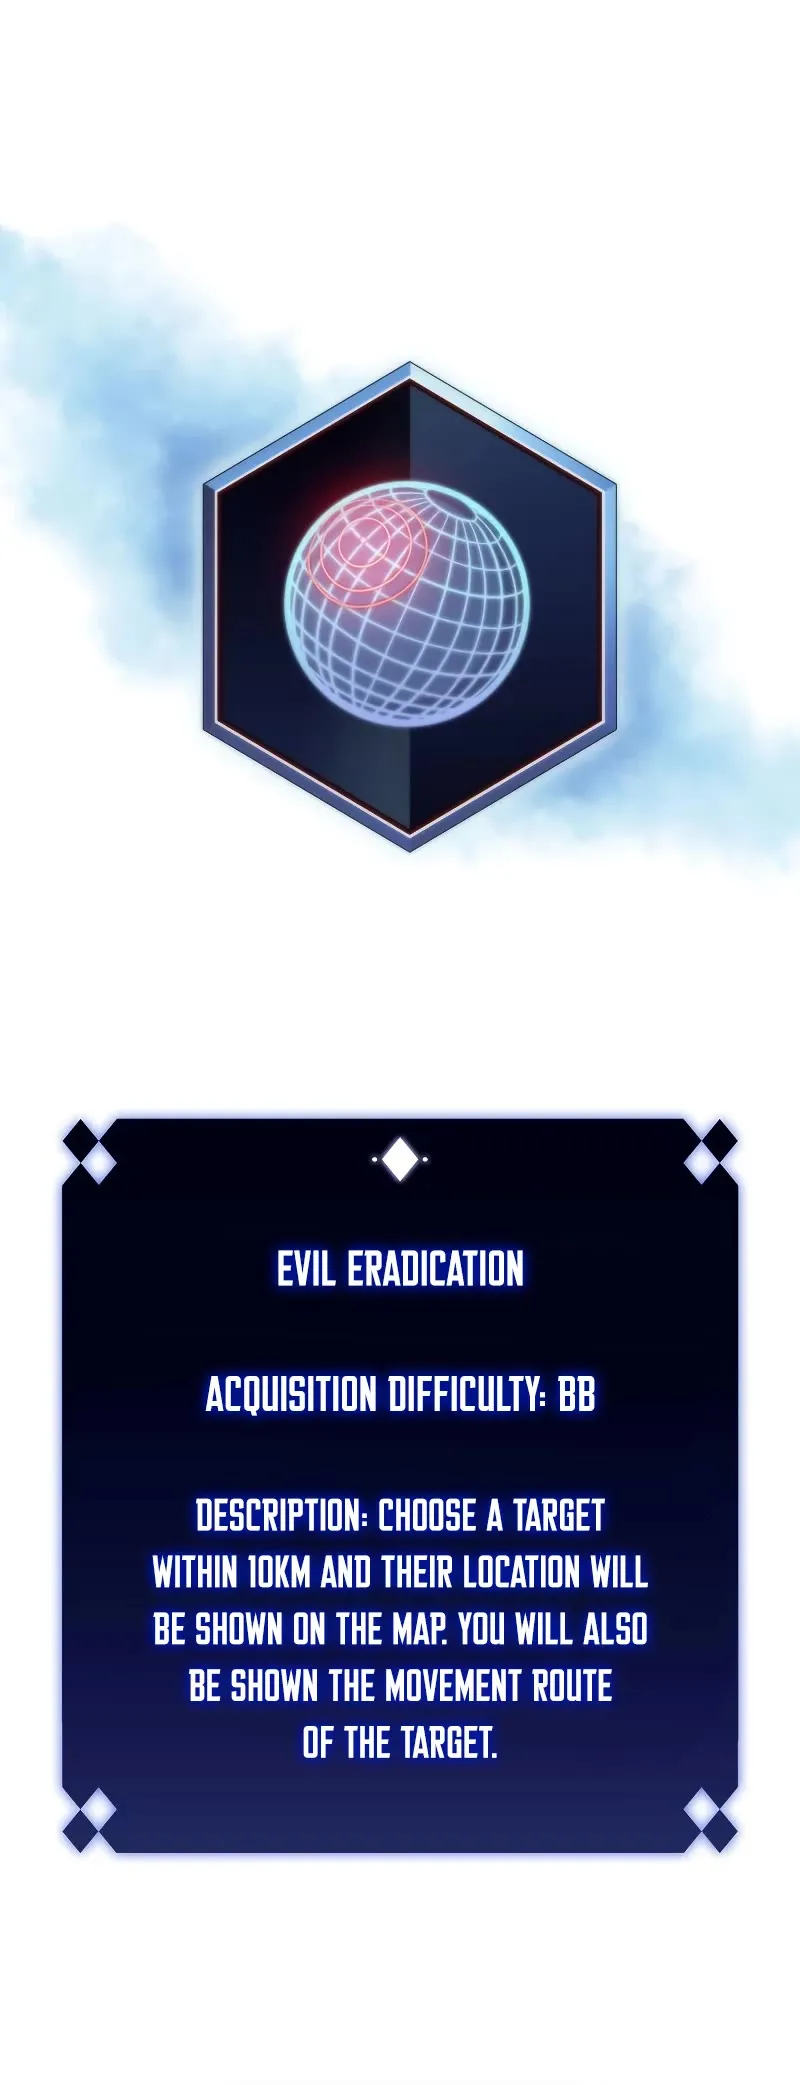 EVIL ERADICATION
ACQUISITION DIFFICULTY: BB
DESCRIPTION: CHOOSE A TARGET
WITHIN 10KM AND THEIR LOCATION WILL
BE SHOWN ON THE MAP. YOU WILL ALSO
BE SHOWN THE MOVEMENT ROUTE
OF THE TARGET.